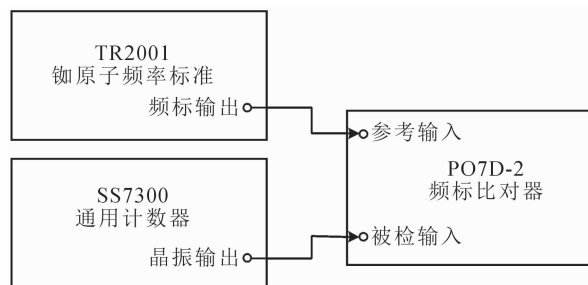 TR2001
铷原子频率标准
频标输出
参考输入
PO7D-2
频标比对器
被检输入
SS7300
通用计数器
晶振输出